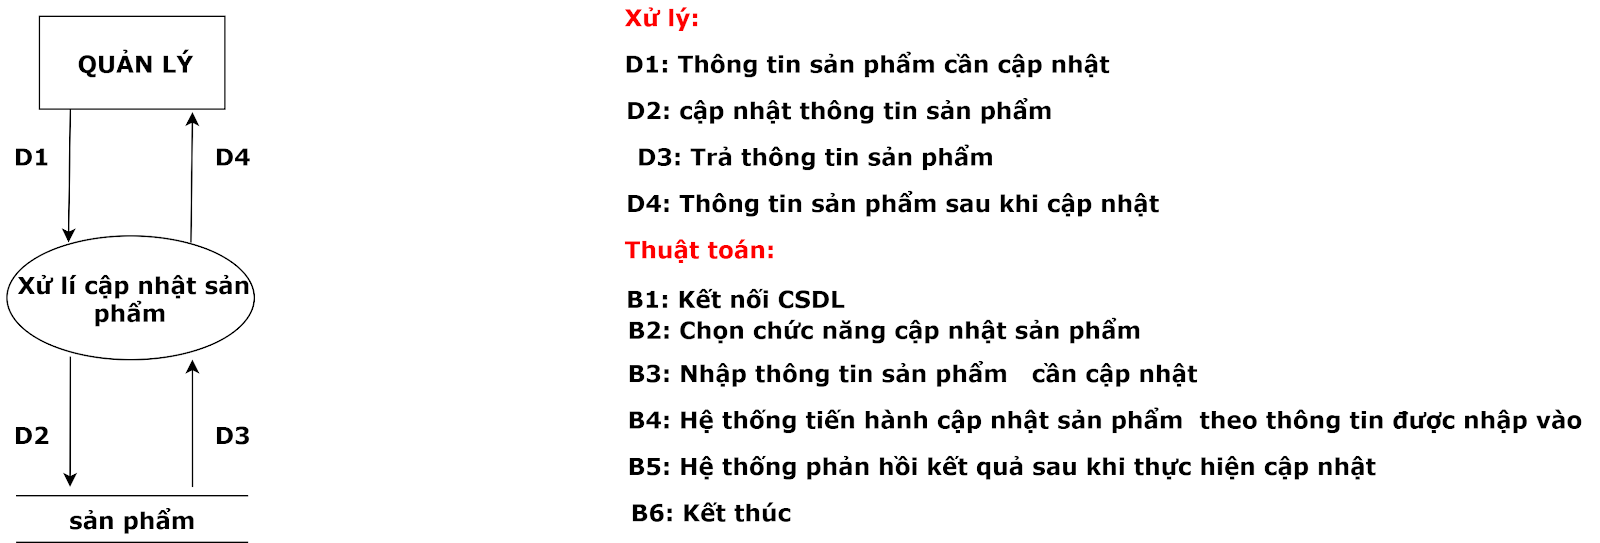 QUẢN LÝ
D1
D4
Xử lí cập nhật sản
phẩm
D2
D3
sản phẩm
Xử lý:
D1: Thông tin sản phẩm cần cập nhật
D2: cập nhật thông tin sản phẩm
D3: Trả thông tin sản phẩm
D4: Thông tin sản phẩm sau khi cập nhật
Thuật toán:
B1: Kết nối CSDL
B2: Chọn chức năng cập nhật sản phẩm
B3: Nhập thông tin sản phẩm cần cập nhật
B4: Hệ thống tiến hành cập nhật sản phẩm theo thông tin được nhập vào
B5: Hệ thống phản hồi kết quả sau khi thực hiện cập nhật
B6: Kết thúc